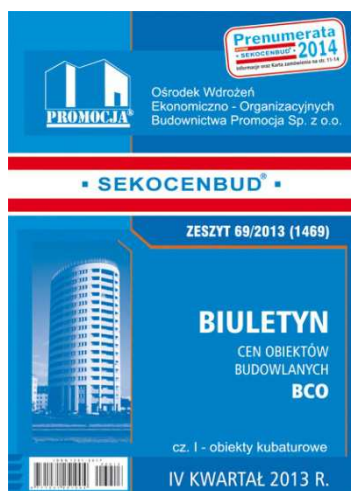 Prenumerata
SEKOCENBUD®
2014
Informacje oraz Karta zamówienia na str. 11-14
PROMOCJA®
Ośrodek Wdrożeń
Ekonomiczno - Organizacyjnych
Budownictwa Promocja Sp. z o.o.
▪ SEKOCENBUD® ▪
ZESZYT 69/2013 (1469)
BIULETYN
CEN OBIEKTÓW
BUDOWLANYCH
BCO
cz. I - obiekty kubaturowe
IV KWARTAŁ 2013 R.